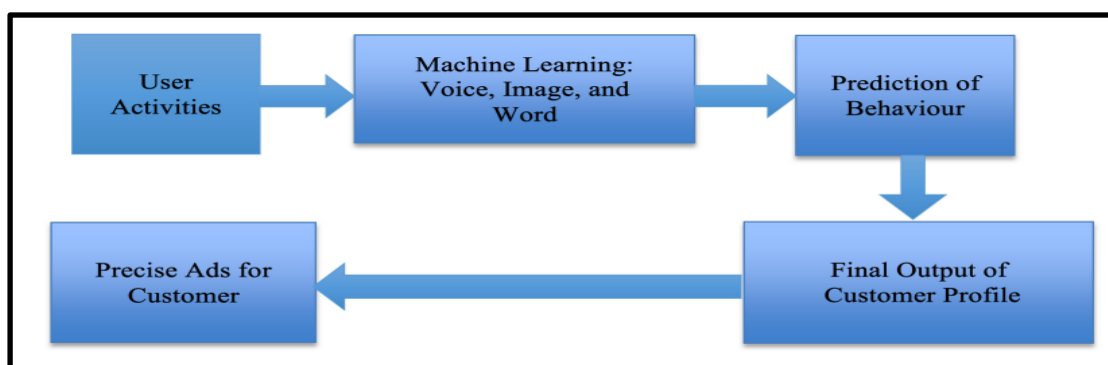 User
Activities
Machine Learning:
Voice, Image, and
Word
Prediction of
Behaviour
Final Output of
Customer Profile
Precise Ads for
Customer